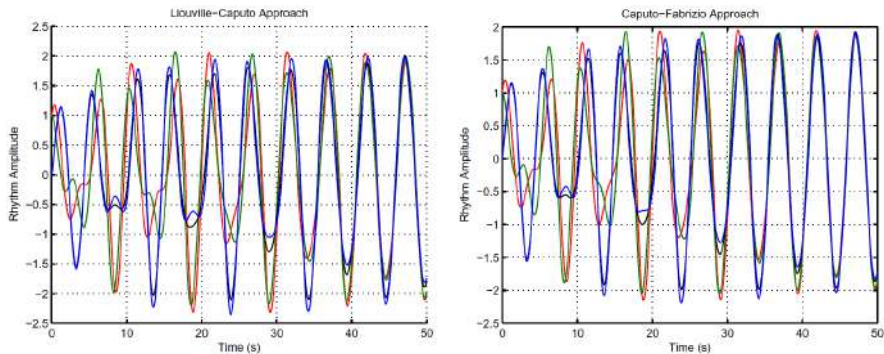 Liouville-Caputo Approach
2.5
2
1.5
1
0.5
0
-0.5
-1
-1.5
-2
-2.5
Rhythm Amplitude
0 10 20 30 40 50
Time (s)
Caputo-Fabrizio Approach
2
1.5
1
0.5
0
-0.5
-1
-1.5
-2
-2.5
Rhythm Amplitude
0 10 20 30 40 50
Time (s)